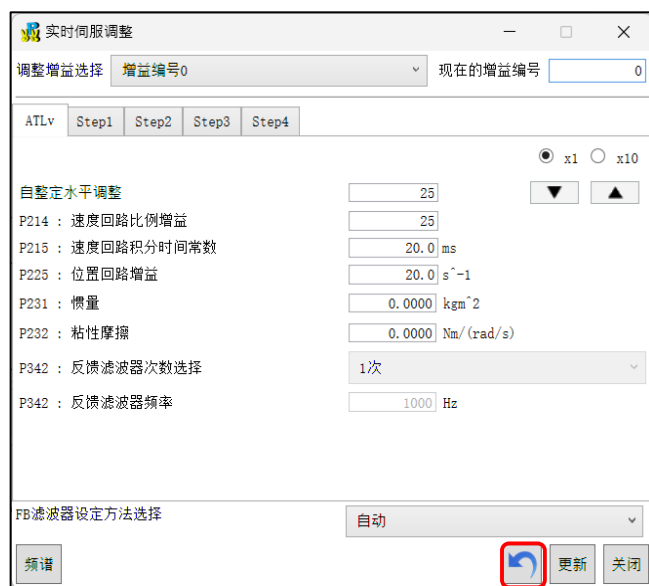 实时伺服调整
调整增益选择 增益编号0 现在的增益编号 0
ATLv Step1 Step2 Step3 Step4
x1 x10
自整定水平调整 25 ▼ ▲
P214 : 速度回路比例增益 25
P215 : 速度回路积分时间常数 20.0 ms
P225 : 位置回路增益 20.0 s^-1
P231 : 惯量 0.0000 kgm^2
P232 : 粘性摩擦 0.0000 Nm/(rad/s)
P342 : 反馈滤波器次数选择 1次
P342 : 反馈滤波器频率 1000 Hz
FB滤波器设定方法选择 自动
频谱 更新 关闭